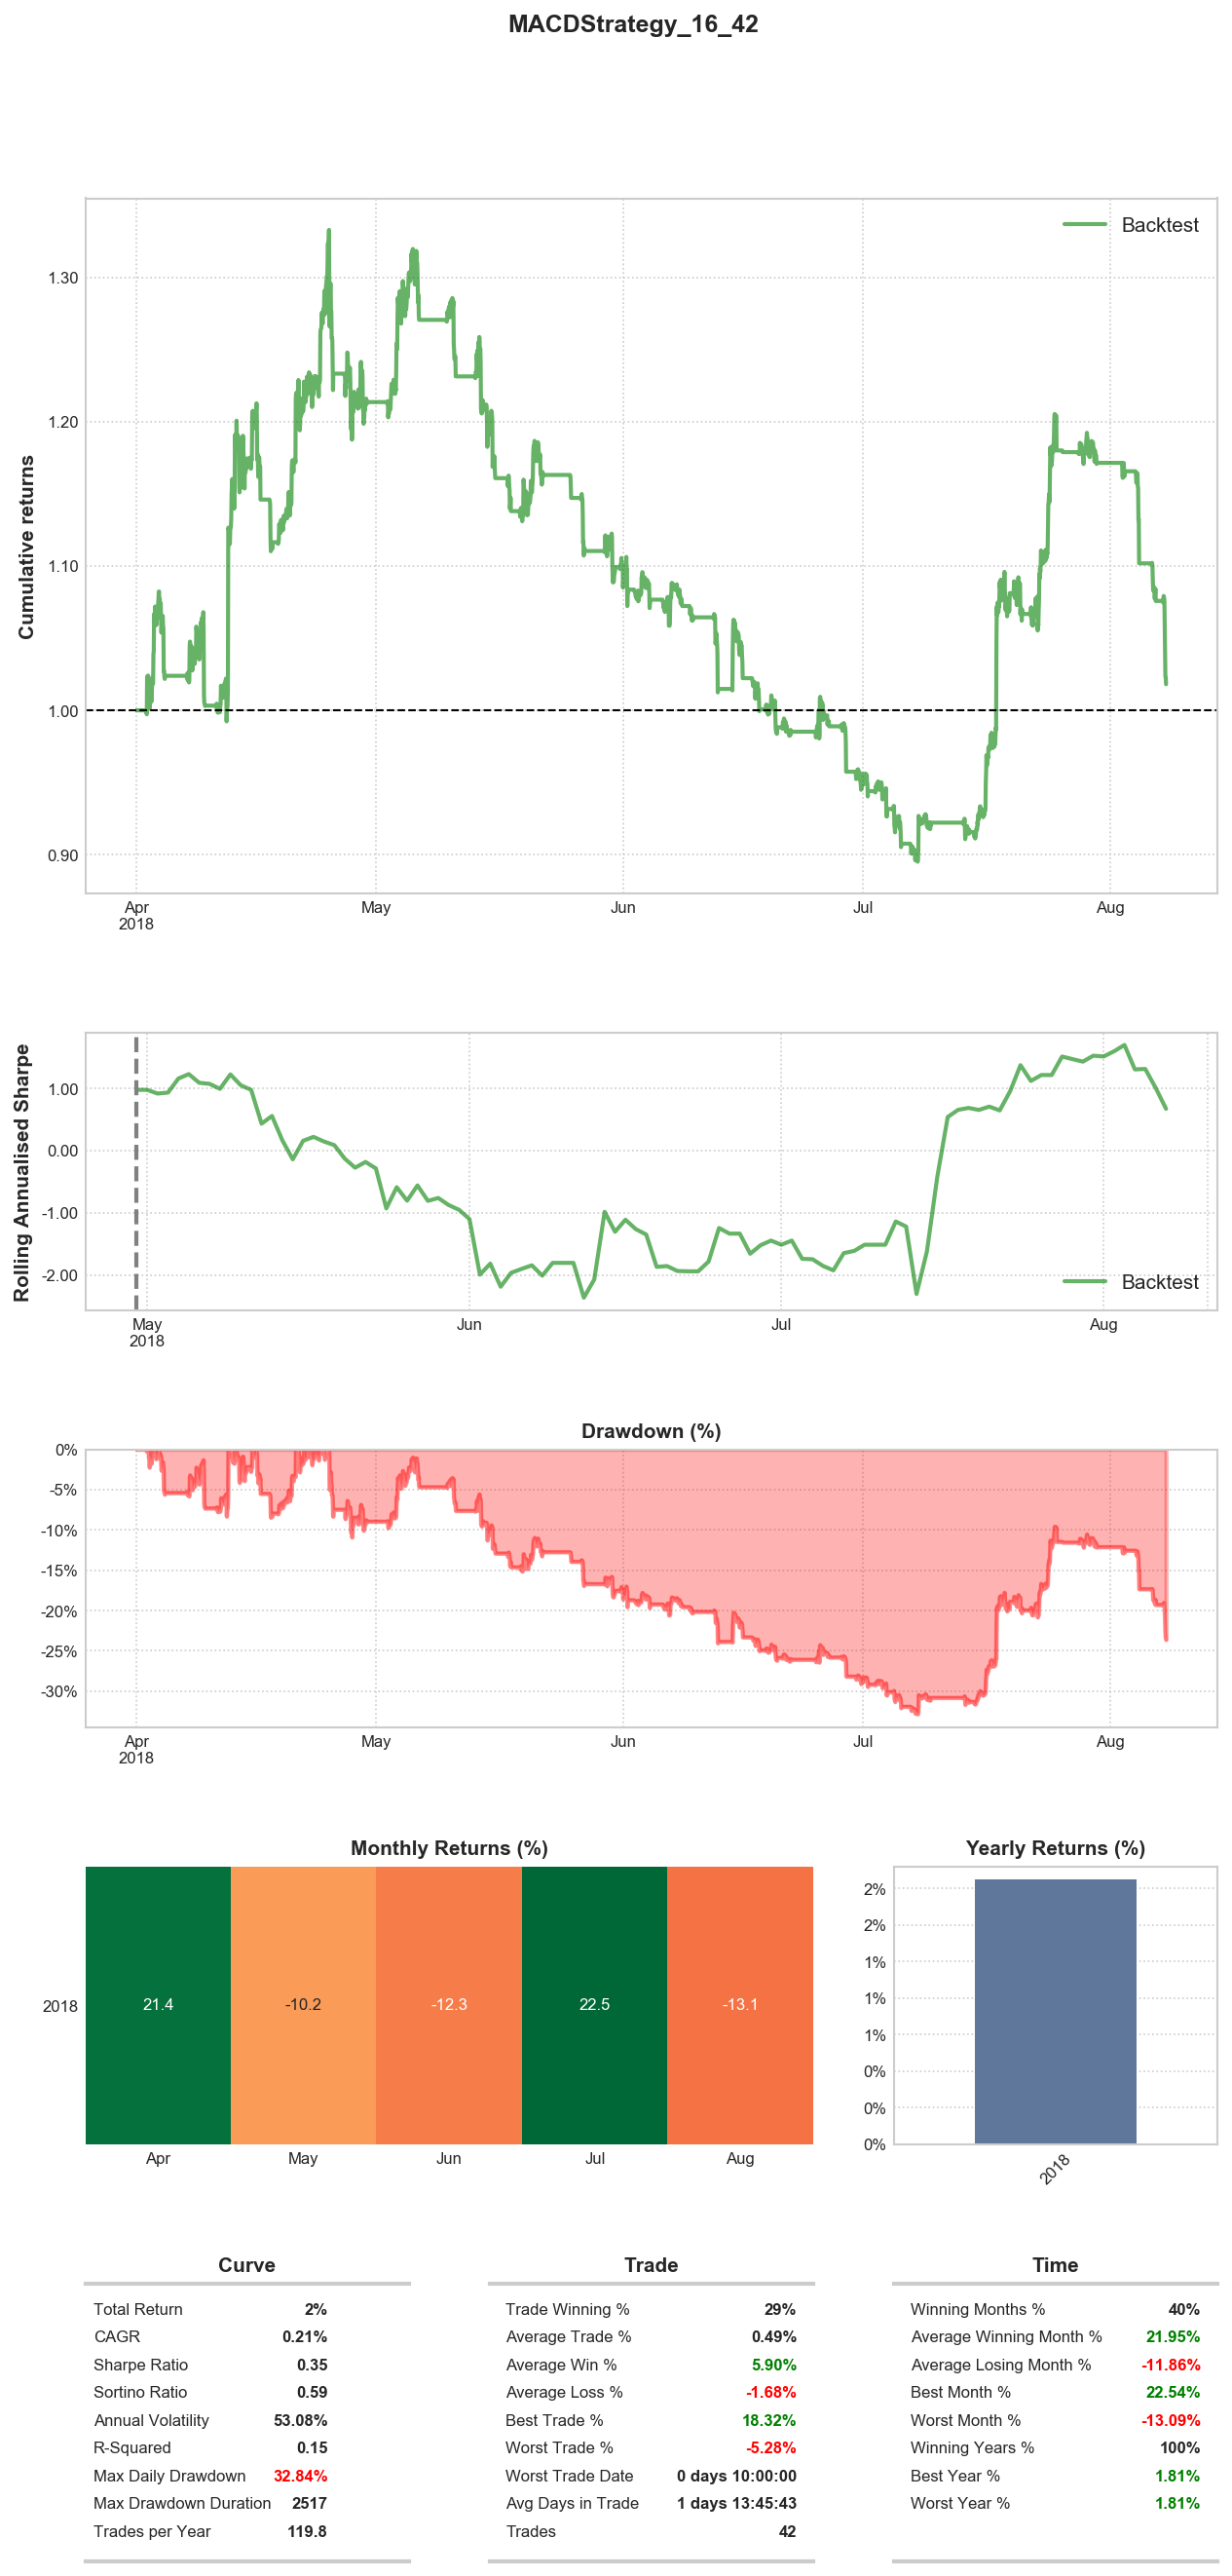 MACDStrategy_16_42
Backtest
Cumulative returns
1.30
1.20
1.10
1.00
0.90
Apr May Jun Jul Aug
2018
Rolling Annualised Sharpe
1.00
0.00
-1.00
-2.00
Backtest
May Jun Jul Aug
2018
Drawdown (%)
0%
-5%
-10%
-15%
-20%
-25%
-30%
Apr May Jun Jul Aug
2018
Monthly Returns (%)
2018 21.4 -10.2 -12.3 22.5 -13.1
Apr May Jun Jul Aug
Yearly Returns (%)
2%
2%
1%
1%
1%
0%
0%
0%
2018
Curve
Total Return 2%
CAGR 0.21%
Sharpe Ratio 0.35
Sortino Ratio 0.59
Annual Volatility 53.08%
R-Squared 0.15
Max Daily Drawdown 32.84%
Max Drawdown Duration 2517
Trades per Year 119.8
Trade
Trade Winning % 29%
Average Trade % 0.49%
Average Win % 5.90%
Average Loss % -1.68%
Best Trade % 18.32%
Worst Trade % -5.28%
Worst Trade Date 0 days 10:00:00
Avg Days in Trade 1 days 13:45:43
Trades 42
Time
Winning Months % 40%
Average Winning Month % 21.95%
Average Losing Month % -11.86%
Best Month % 22.54%
Worst Month % -13.09%
Winning Years % 100%
Best Year % 1.81%
Worst Year % 1.81%